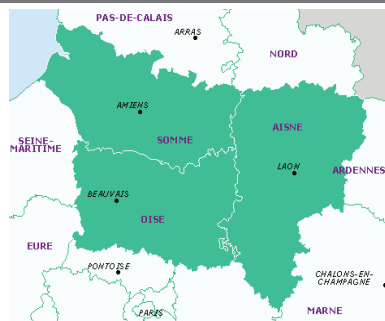 PAS-DE-CALAIS
ARRAS
NORD
AMIENS
AISNE
SEINE-
MARITIME
SOMME
LAON
ARDENNES
BEAUVAIS
OISE
EURE
PONTOISE
CHALONS-EN-
CHAMPAGNE
PARIS
MARNE